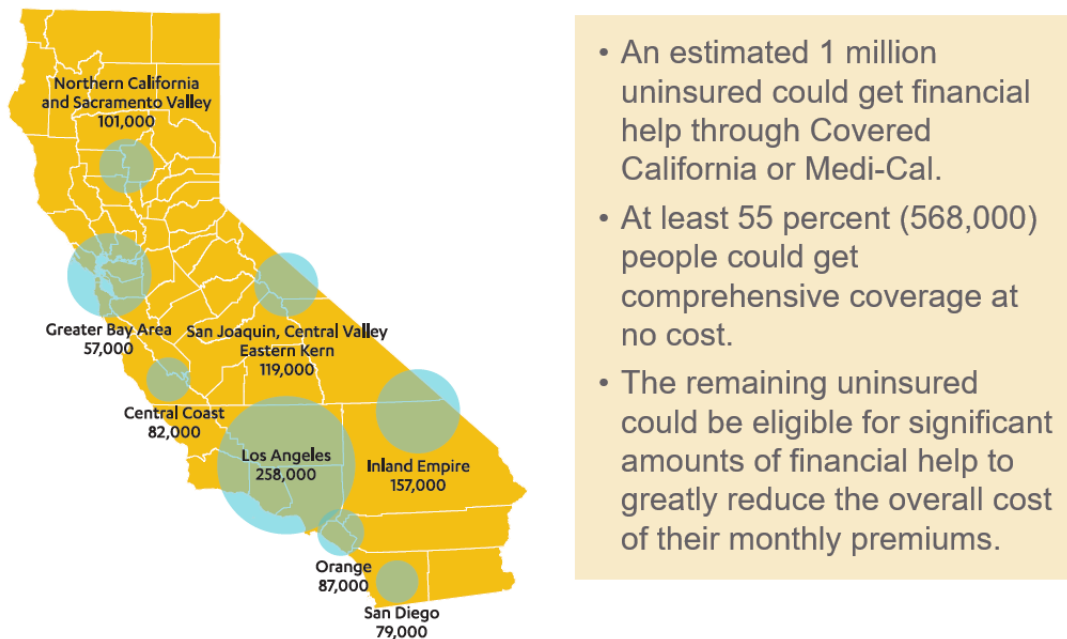 Northern California
and Sacramento Valley
101,000
Greater Bay Area
57,000
San Joaquin, Central Valley
Eastern Kern
119,000
Central Coast
82,000
Los Angeles
258,000
Inland Empire
157,000
Orange
87,000
San Diego
79,000
• An estimated 1 million
uninsured could get financial
help through Covered
California or Medi-Cal.
• At least 55 percent (568,000)
people could get
comprehensive coverage at
no cost.
• The remaining uninsured
could be eligible for significant
amounts of financial help to
greatly reduce the overall cost
of their monthly premiums.